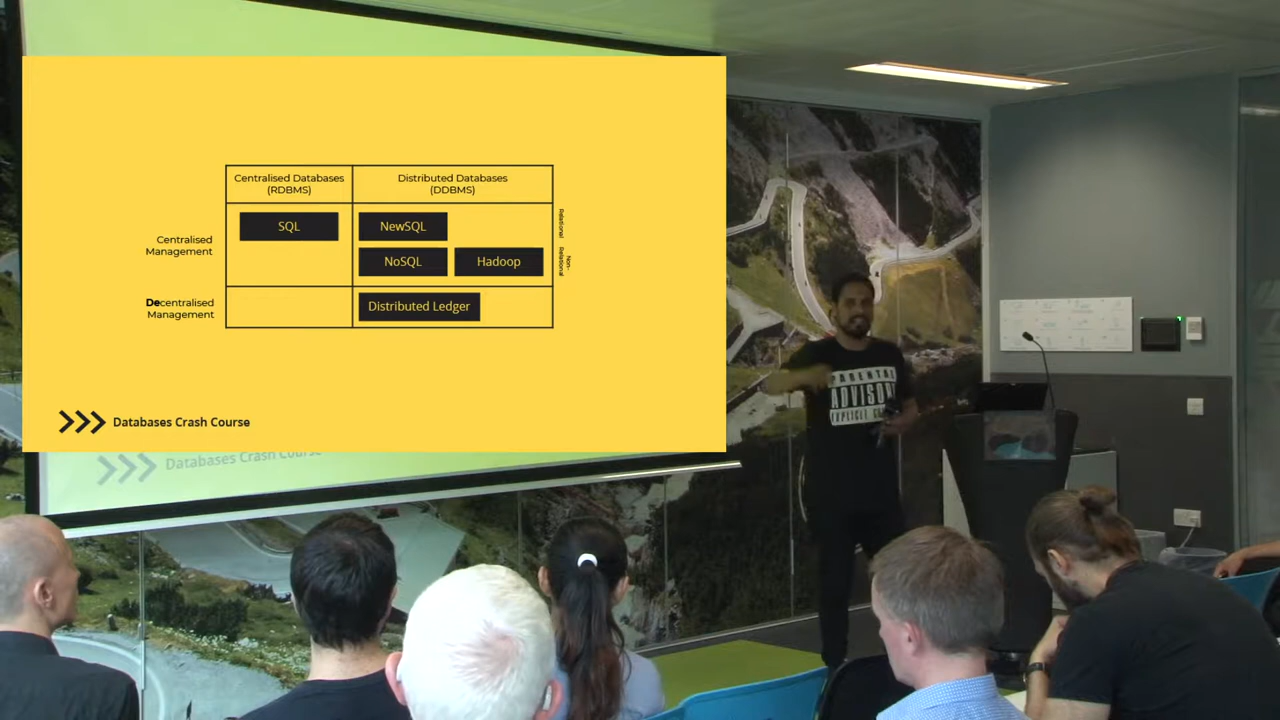 Centralised Databases
(RDBMS)
Distributed Databases
(DDBMS)
Centralised
Management
SQL
NewSQL
Relational
NoSQL
Hadoop
Non-
Relational
Decentralised
Management
Distributed Ledger
Databases Crash Course
Databases Crash Course
PARENTAL
ADVISORY
EXPLICIT